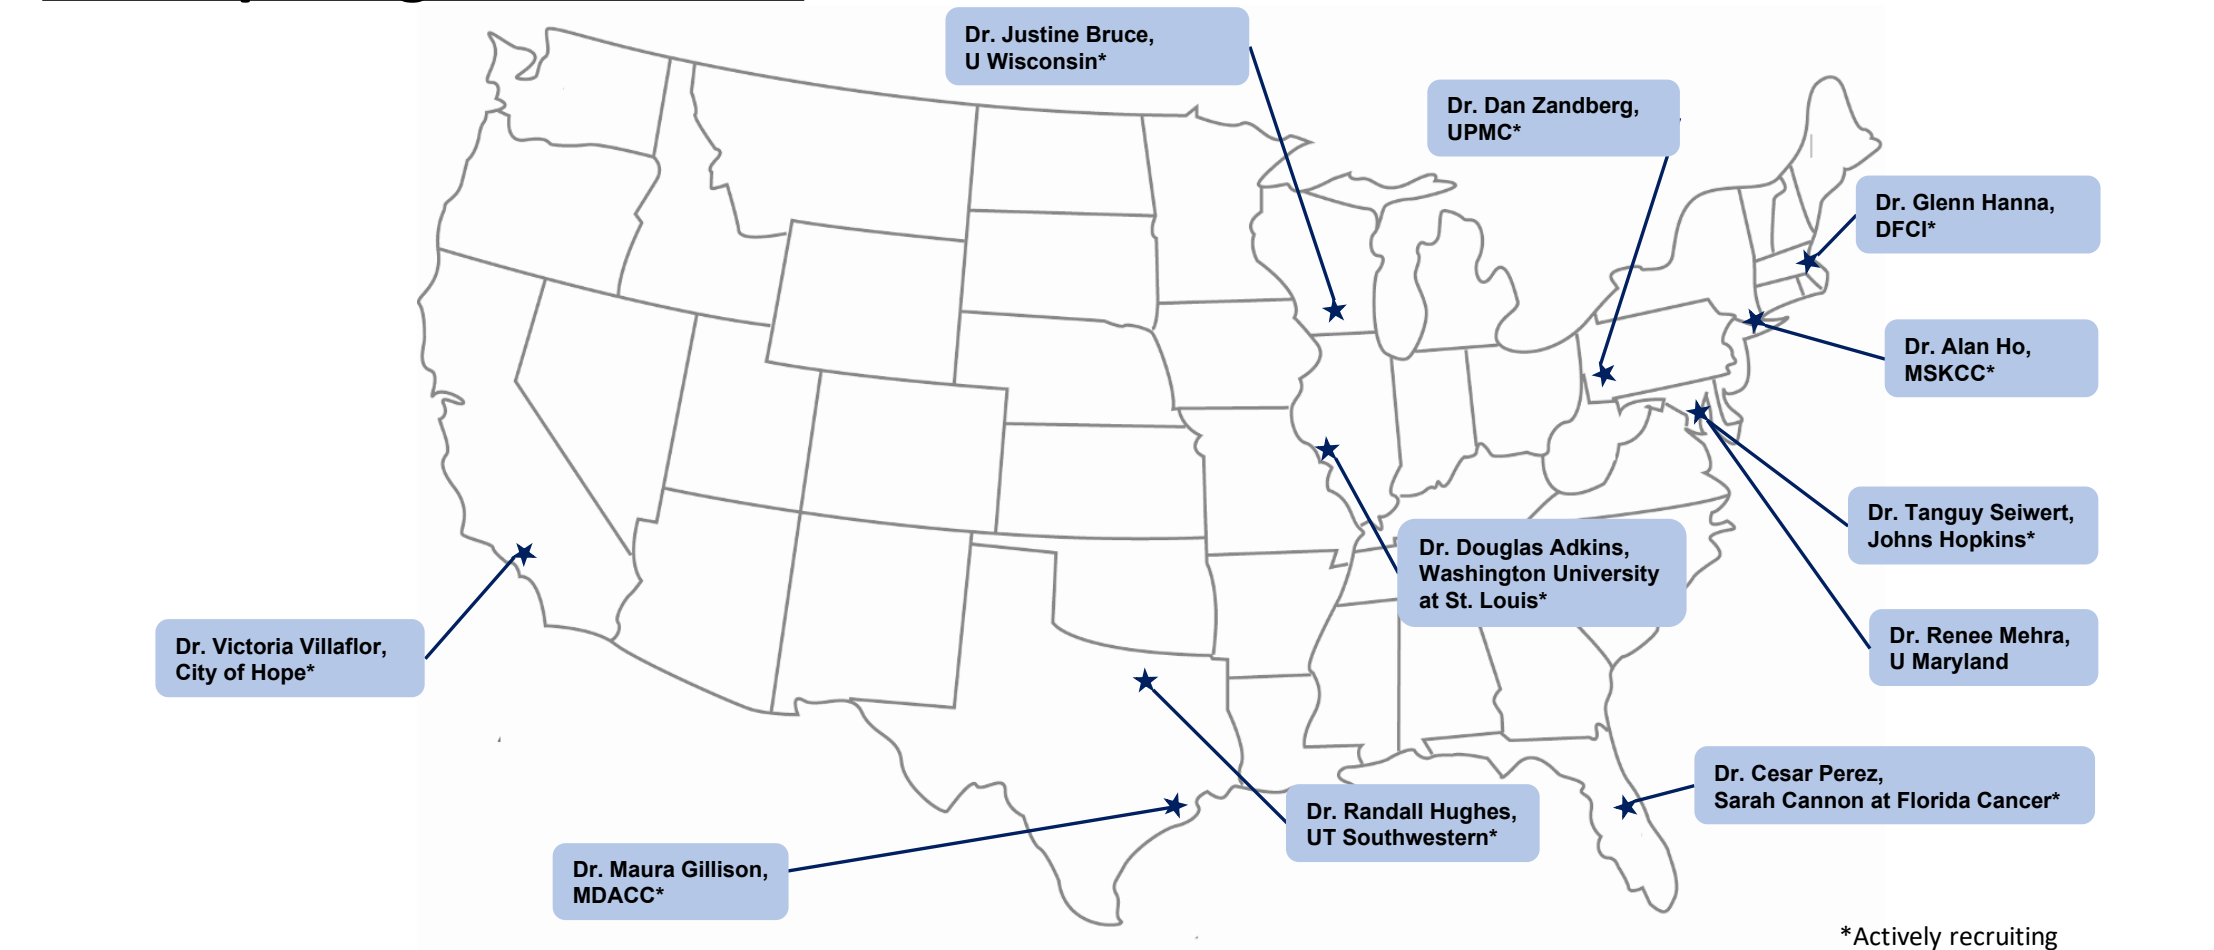 Dr. Justine Bruce,
U Wisconsin*
Dr. Dan Zandberg,
UPMC*
Dr. Glenn Hanna,
DFCI*
Dr. Alan Ho,
MSKCC*
Dr. Tanguy Seiwert,
Johns Hopkins*
Dr. Douglas Adkins,
Washington University
at St. Louis*
Dr. Renee Mehra,
U Maryland
Dr. Victoria Villaflor,
City of Hope*
Dr. Cesar Perez,
Sarah Cannon at Florida Cancer*
Dr. Randall Hughes,
UT Southwestern*
Dr. Maura Gillison,
MDACC*
*Actively recruiting